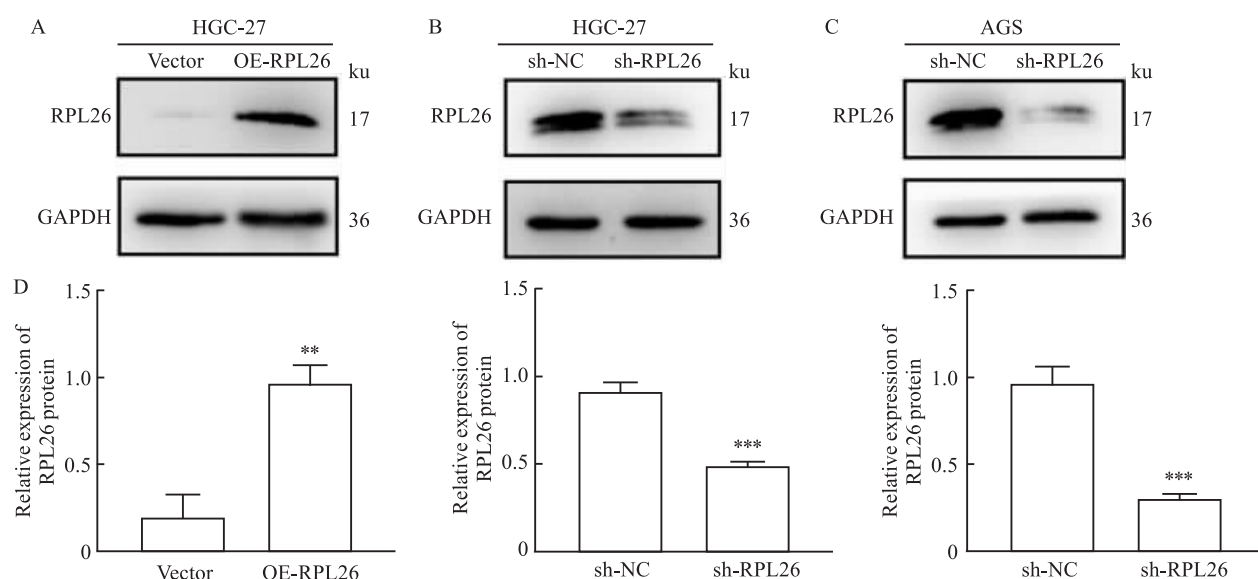 A
HGC-27
Vector OE-RPL26
ku
RPL26
17
GAPDH
36
B
HGC-27
sh-NC sh-RPL26
ku
RPL26
17
GAPDH
36
C
AGS
sh-NC sh-RPL26
ku
RPL26
17
GAPDH
36
D
Relative expression of
RPL26 protein
1.5
1.0
0.5
0
**
Vector OE-RPL26
Relative expression of
RPL26 protein
1.5
1.0
0.5
0
***
sh-NC sh-RPL26
Relative expression of
RPL26 protein
1.5
1.0
0.5
0
***
sh-NC sh-RPL26